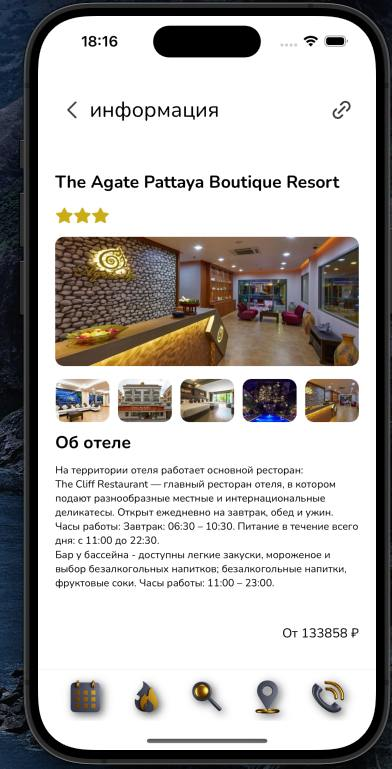 18:16
информация
The Agate Pattaya Boutique Resort
Об отеле
На территории отеля работает основной ресторан:
The Cliff Restaurant — главный ресторан отеля, в котором
подают разнообразные местные и интернациональные
деликатесы. Открыт ежедневно на завтрак, обед и ужин.
Часы работы: Завтрак: 06:30 – 10:30. Питание в течение всего
дня: с 11:00 до 22:30.
Бар у бассейна - доступны легкие закуски, мороженое и
выбор безалкогольных напитков; безалкогольные напитки,
фруктовые соки. Часы работы: 11:00 – 23:00.
От 133858 ₽